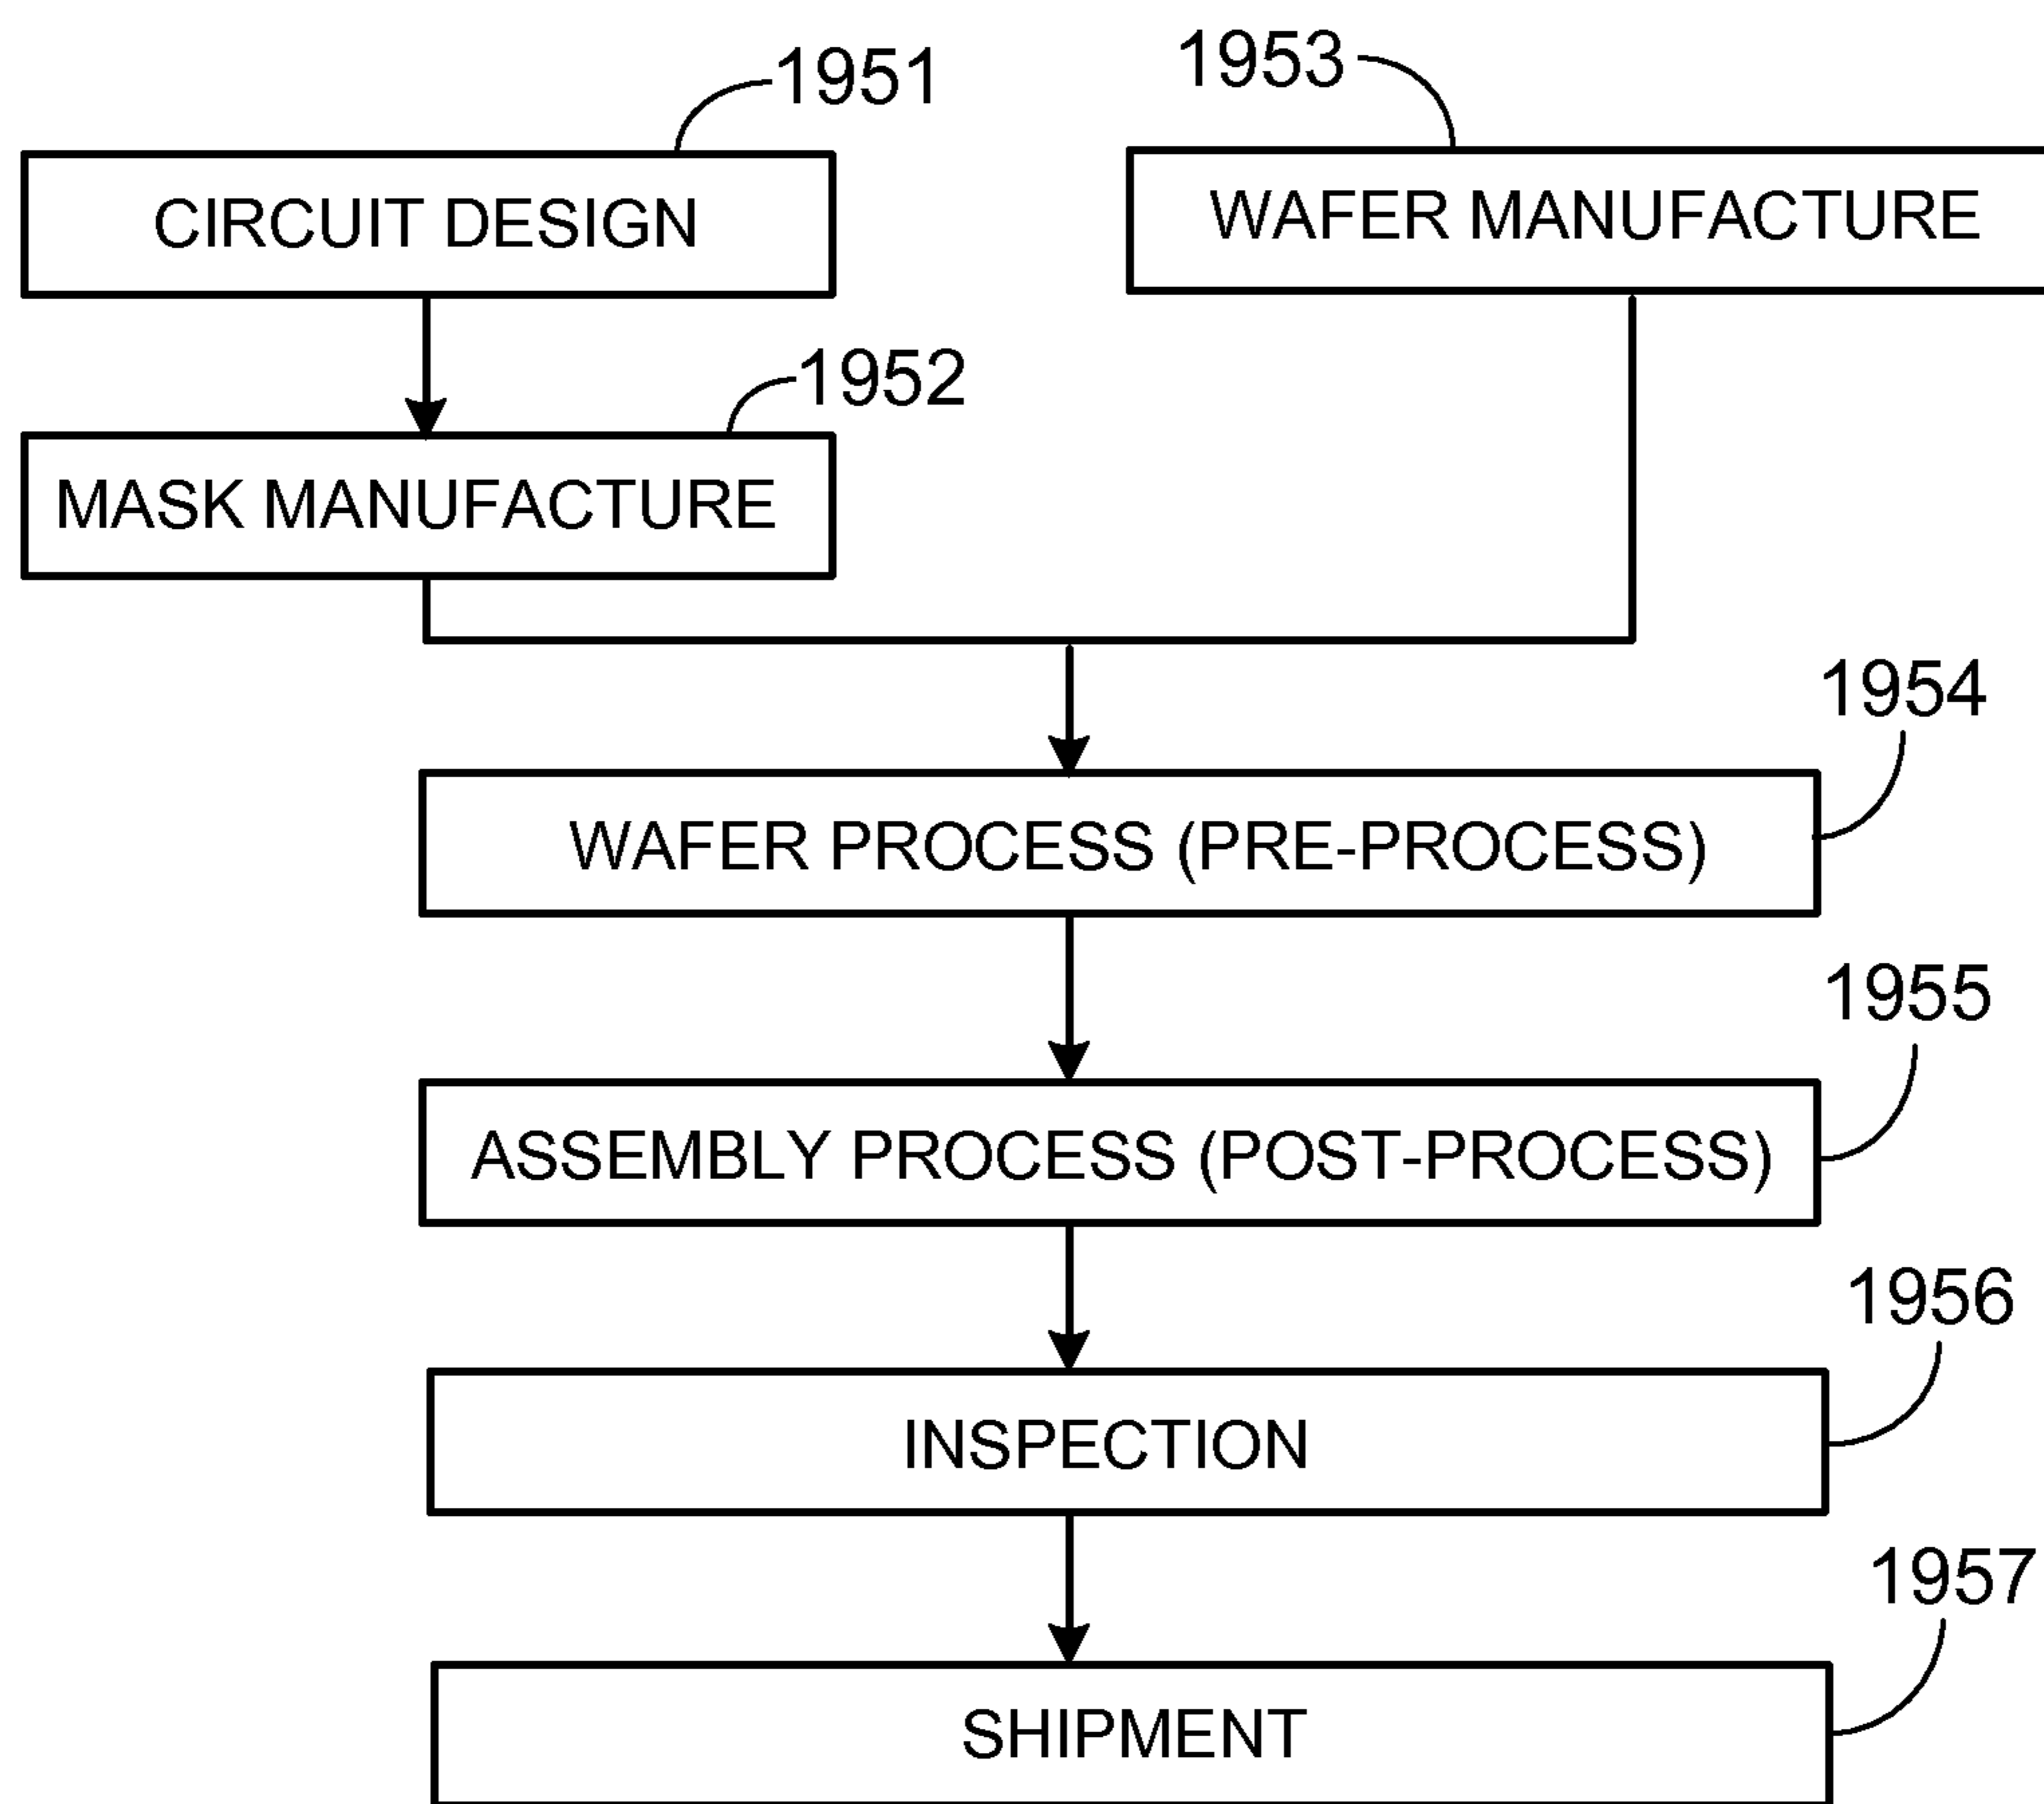 1951
1953
CIRCUIT DESIGN
WAFER MANUFACTURE
1952
MASK MANUFACTURE
1954
WAFER PROCESS (PRE-PROCESS)
1955
ASSEMBLY PROCESS (POST-PROCESS)
1956
INSPECTION
1957
SHIPMENT